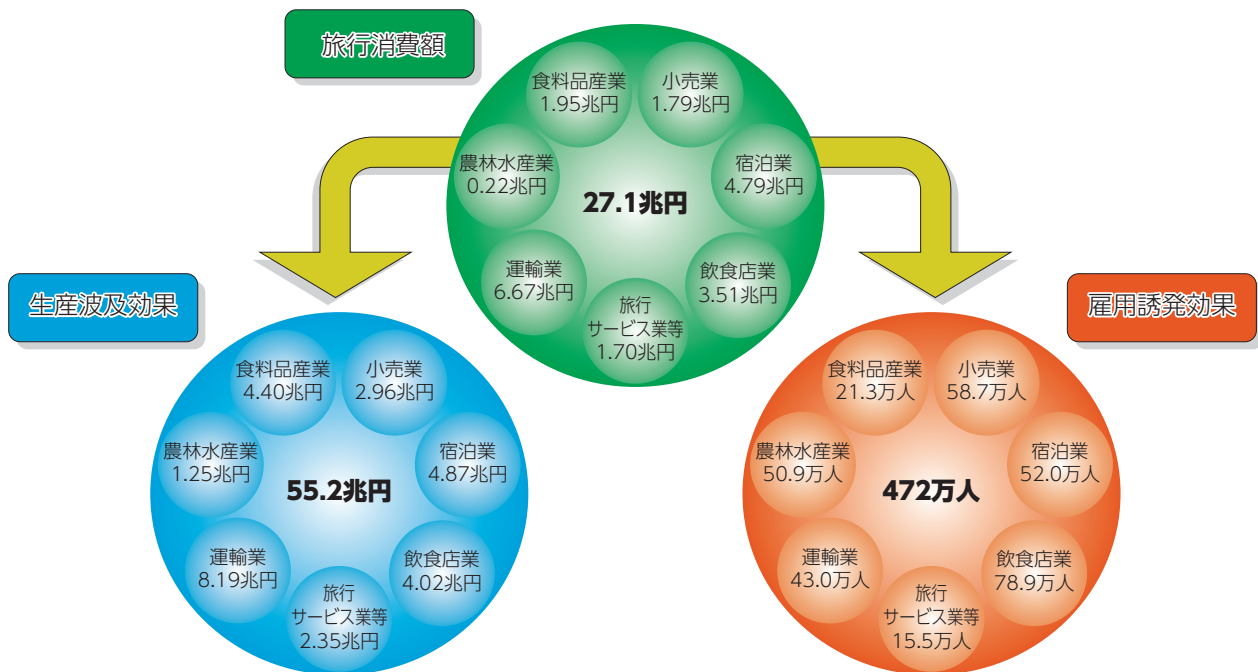 旅行消費額
食料品産業
1.95兆円
小売業
1.79兆円
農林水産業
0.22兆円
宿泊業
4.79兆円
27.1兆円
運輸業
6.67兆円
飲食店業
3.51兆円
旅行
サービス業等
1.70兆円
生産波及効果
食料品産業
4.40兆円
小売業
2.96兆円
農林水産業
1.25兆円
宿泊業
4.87兆円
55.2兆円
運輸業
8.19兆円
飲食店業
4.02兆円
旅行
サービス業等
2.35兆円
雇用誘発効果
食料品産業
21.3万人
小売業
58.7万人
農林水産業
50.9万人
宿泊業
52.0万人
472万人
運輸業
43.0万人
飲食店業
78.9万人
旅行
サービス業等
15.5万人